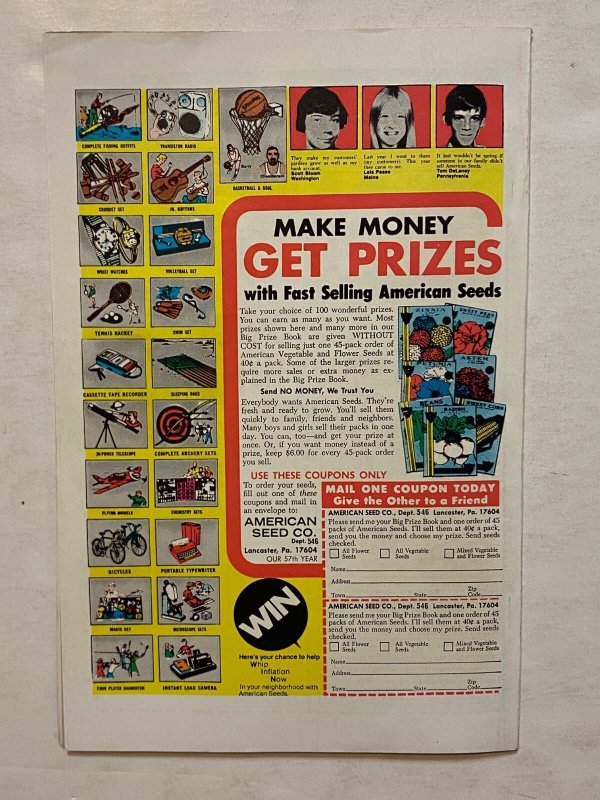 COMPLETE FISHING OUTFITS
TRANSISTOR RADIO
CROQUET SET
JR. GUITARS
WRIST WATCHES
VOLLEYBALL SET
TENNIS RACKET
SWIM SET
CASSETTE TAPE RECORDER
SLEEPING BAGS
30-POWER TELESCOPE
COMPLETE ARCHERY SETS
FLYING MODELS
CHEMISTRY SETS
BICYCLES
PORTABLE TYPEWRITER
MAGIC SET
MICROSCOPE SETS
FOUR PLAYER BADMINTON
INSTANT LOAD CAMERA
SPALDING
BASKETBALL & GOAL
They make my customers'
gardens grow as well as my
bank account.
Scott Bloom
Washington
Last year I went to them
(my customers). This year
they came to me.
Lois Pease
Maine
It just wouldn't be spring if
someone in our family didn't
sell American Seeds.
Tom DeLaney
Pennsylvania
MAKE MONEY
GET PRIZES
with Fast Selling American Seeds
Take your choice of 100 wonderful prizes.
You can earn as many as you want. Most
prizes shown here and many more in our
Big Prize Book are given WITHOUT
COST for selling just one 45-pack order of
American Vegetable and Flower Seeds at
40¢ a pack. Some of the larger prizes re-
quire more sales or extra money as ex-
plained in the Big Prize Book.
Send NO MONEY, We Trust You
Everybody wants American Seeds. They're
fresh and ready to grow. You'll sell them
quickly to family, friends and neighbors.
Many boys and girls sell their packs in one
day. You can, too—and get your prize at
once. Or, if you want money instead of a
prize, keep $6.00 for every 45-pack order
you sell.
ZINNIA
SWEET PEAS
ASTER
BEANS
RADISH
SWEET CORN
USE THESE COUPONS ONLY
To order your seeds,
fill out one of these
coupons and mail in
an envelope to:
AMERICAN
SEED CO.
Dept. 546
Lancaster, Pa. 17604
OUR 57th YEAR
MAIL ONE COUPON TODAY
Give the Other to a Friend
AMERICAN SEED CO., Dept. 546 Lancaster, Pa. 17604
Please send me your Big Prize Book and one order of 45
packs of American Seeds. I'll sell them at 40¢ a pack,
send you the money and choose my prize. Send seeds
checked.
All Flower Seeds
All Vegetable Seeds
Mixed Vegetable and Flower Seeds
Name
Address
Town State Zip Code
AMERICAN SEED CO., Dept. 546 Lancaster, Pa. 17604
Please send me your Big Prize Book and one order of 45
packs of American Seeds. I'll sell them at 40¢ a pack,
send you the money and choose my prize. Send seeds
checked.
All Flower Seeds
All Vegetable Seeds
Mixed Vegetable and Flower Seeds
Name
Address
Town State Zip Code
WIN
Here's your chance to help
Whip
Inflation
Now
in your neighborhood with
American Seeds.